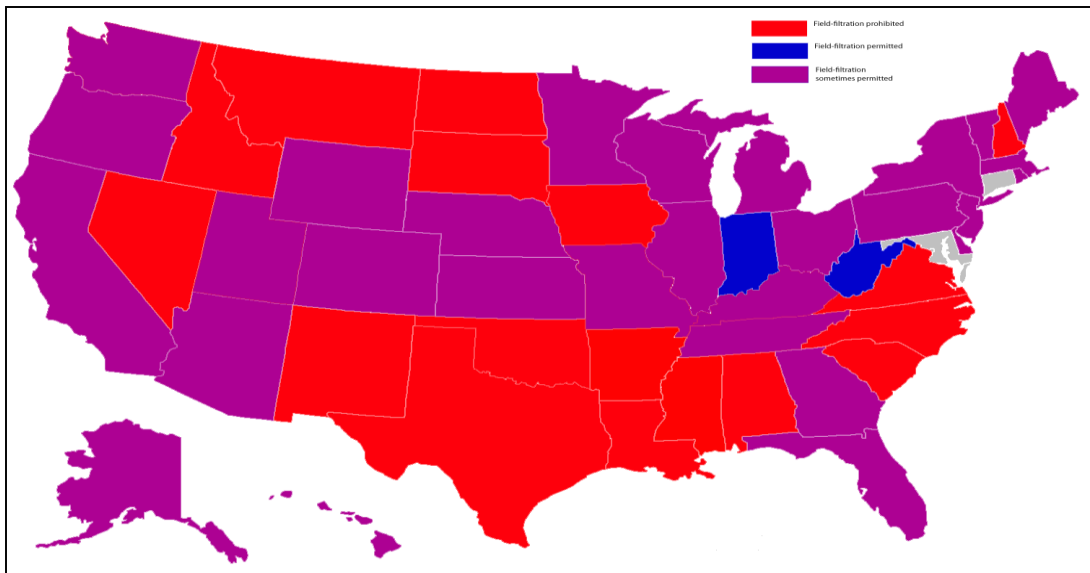 Field-filtration prohibited
Field-filtration permitted
Field-filtration
sometimes permitted